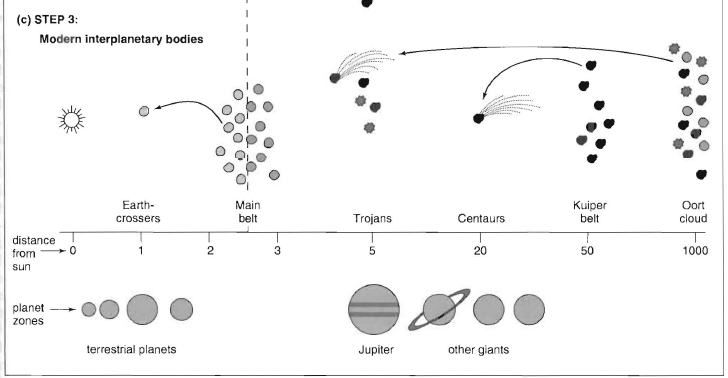 (c) STEP 3:
Modern interplanetary bodies
Earth-
crossers
Main
belt
Trojans
Centaurs
Kuiper
belt
Oort
cloud
distance
from
sun
0 1 2 3 5 20 50 1000
planet
zones
terrestrial planets
Jupiter
other giants